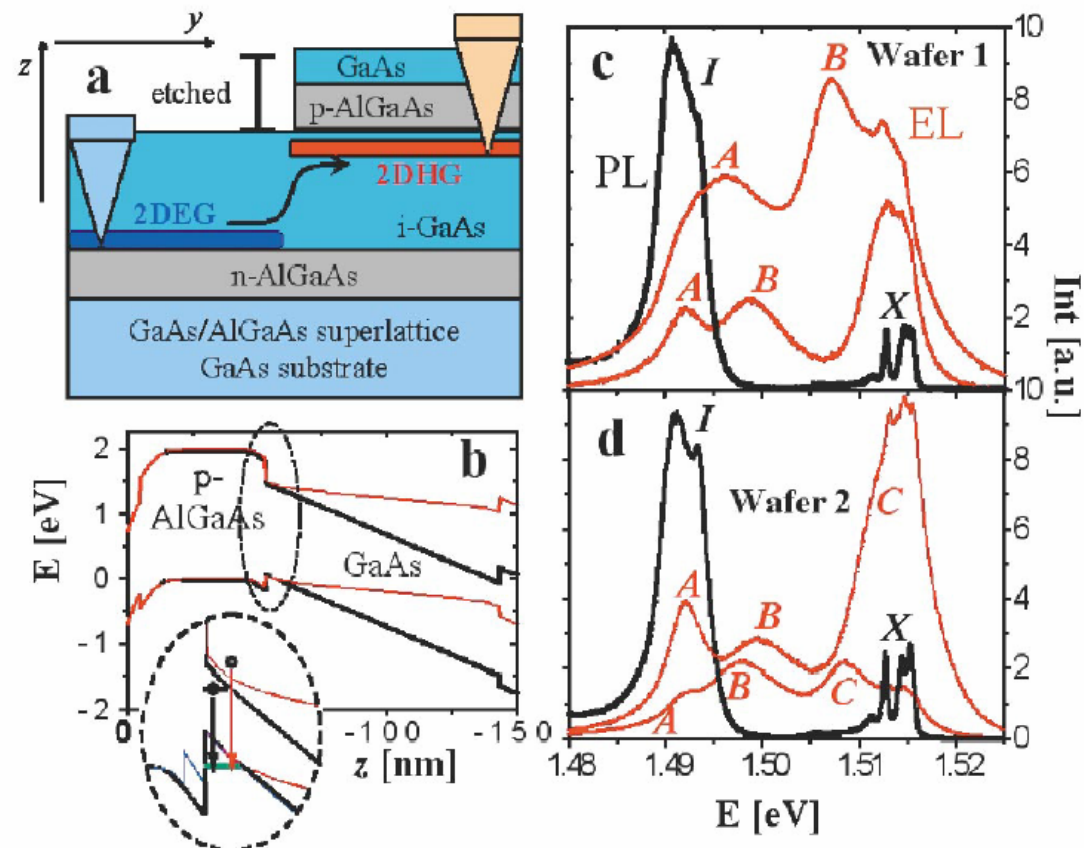 y
z
a
etched
GaAs
p-AlGaAs
2DHG
2DEG
i-GaAs
n-AlGaAs
GaAs/AlGaAs superlattice
GaAs substrate
b
E [eV]
2
1
0
-1
-2
p-
AlGaAs
GaAs
0
-100
-150
z [nm]
c
I
B
Wafer 1
EL
PL
A
A
B
X
10
8
6
4
2
10
Int [a.u.]
d
I
Wafer 2
C
A
B
X
A
B
C
8
6
4
2
0
1.48
1.49
1.50
1.51
1.52
E [eV]